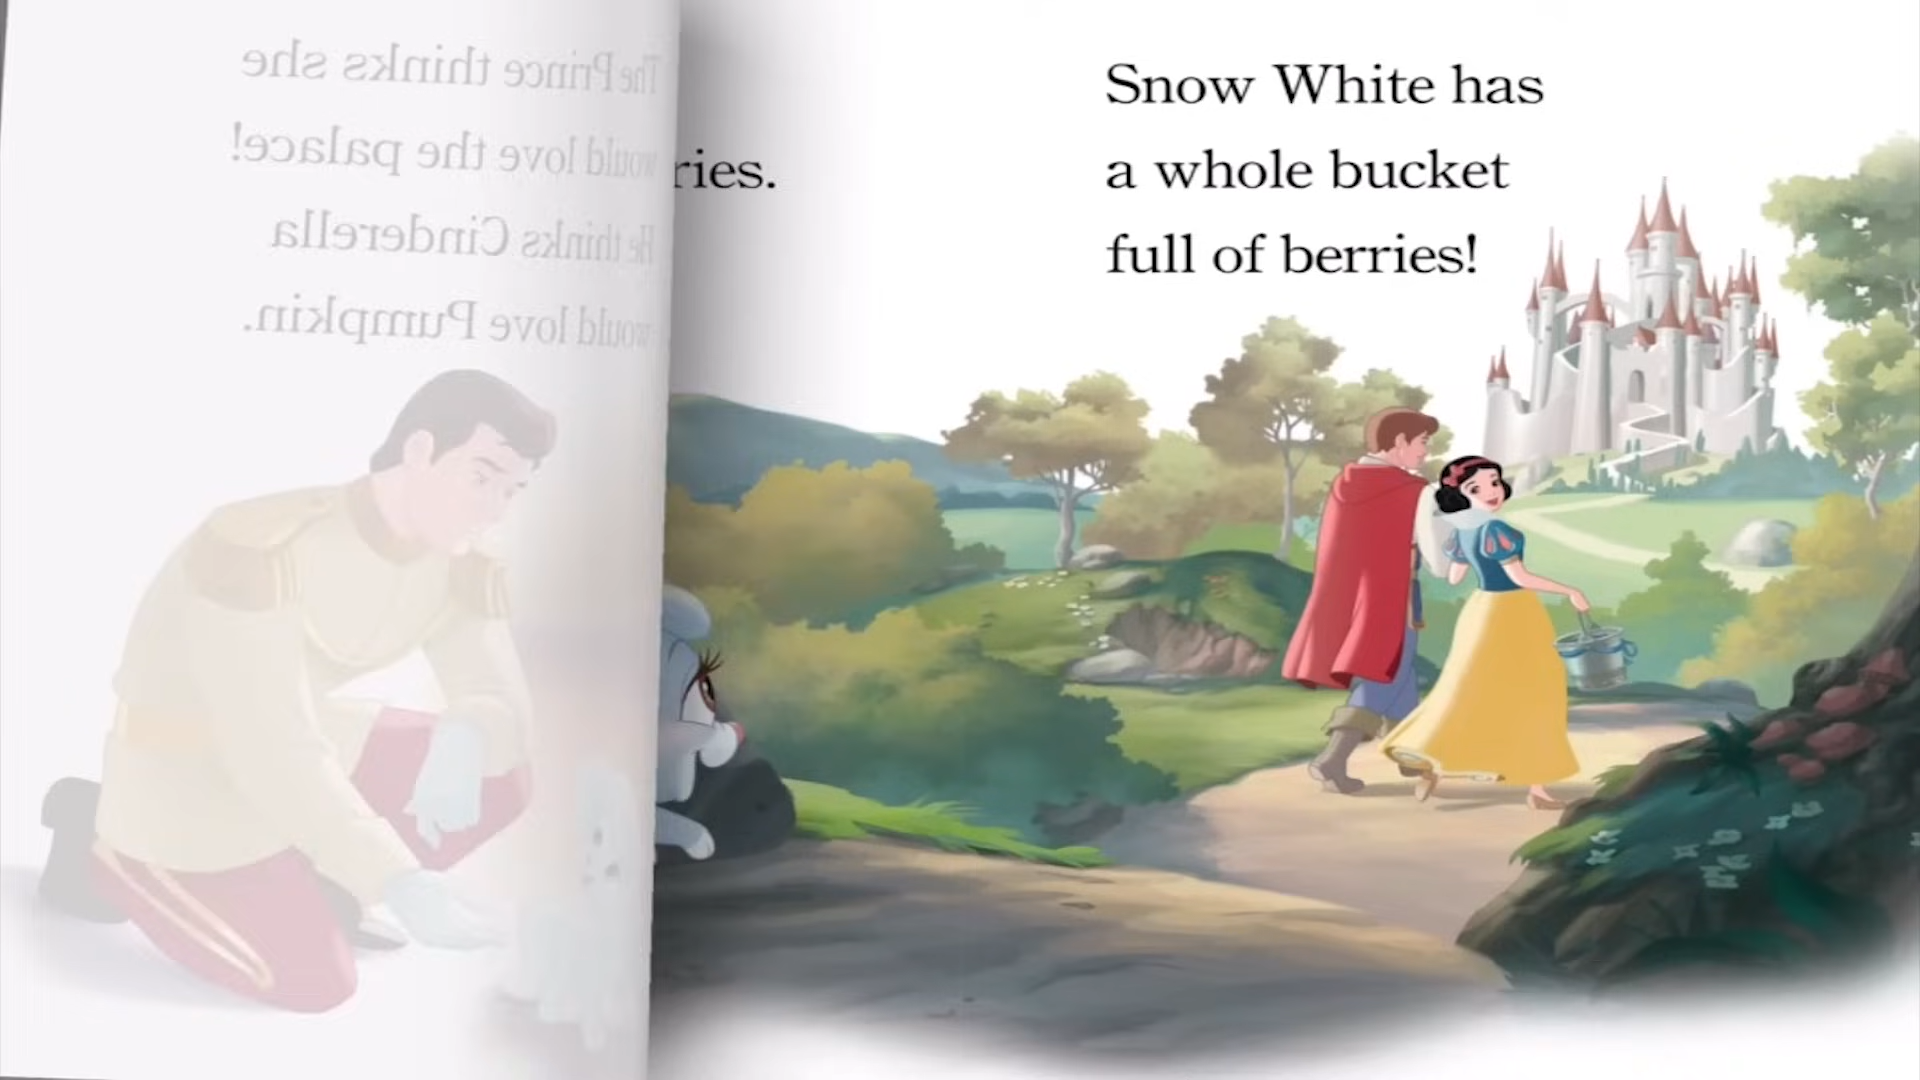 The Prince thinks she
would love the palace!
He thinks Cinderella
would love Pumpkin.
ries.
Snow White has
a whole bucket
full of berries!